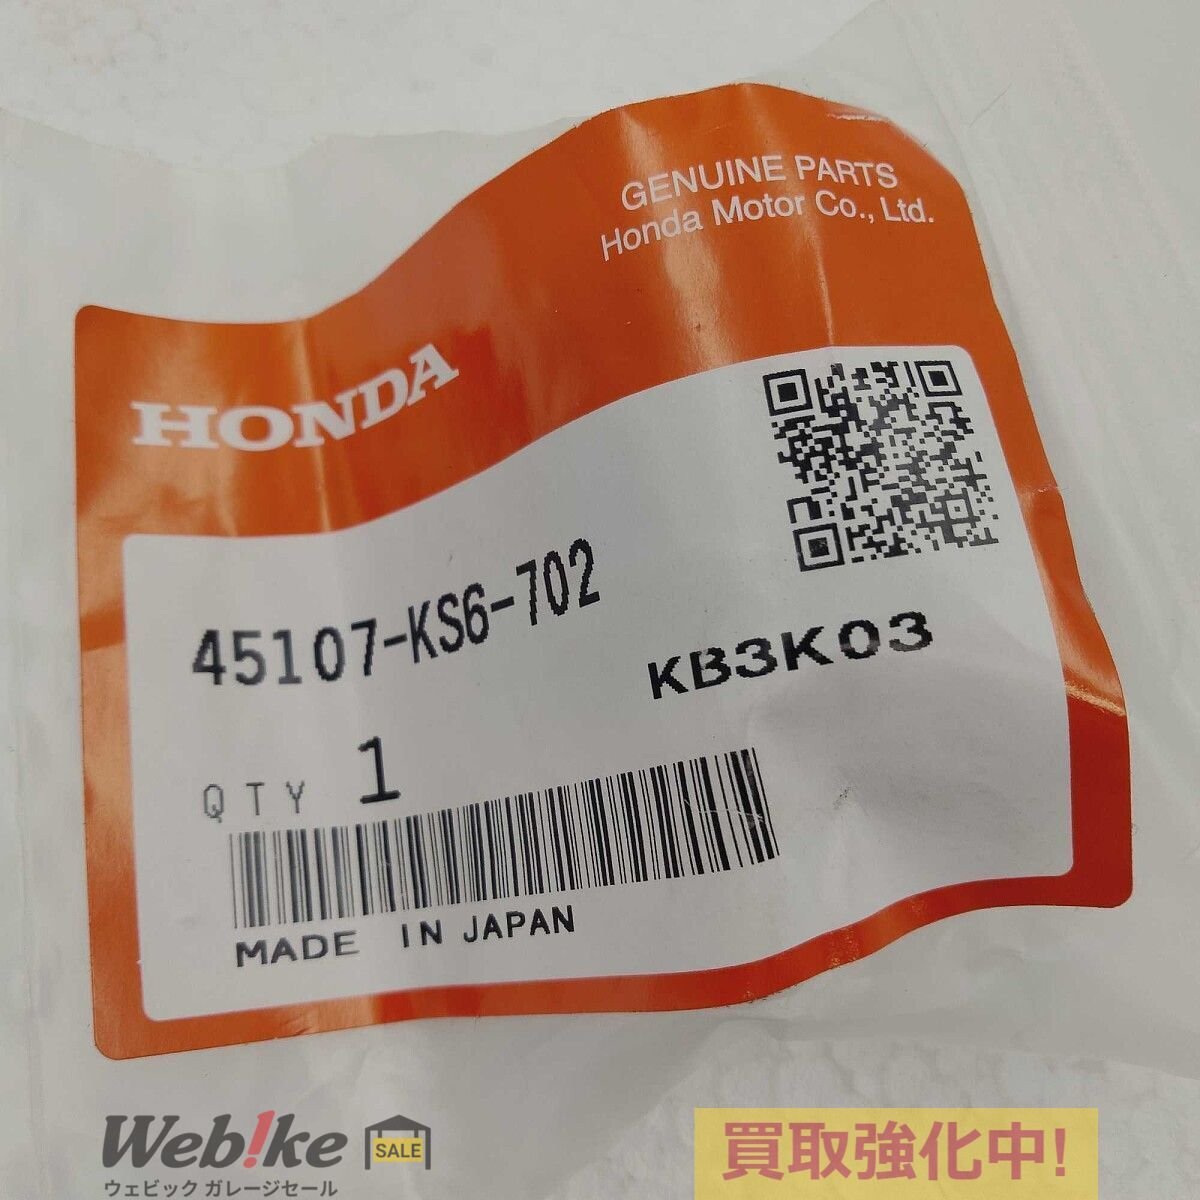 GENUINE PARTS
Honda Motor Co., Ltd.
HONDA
45107-KS6-702
KB3K03
QTY 1
MADE IN JAPAN
Web!ke SALE
ウェビック ガレージセール
買取強化中!